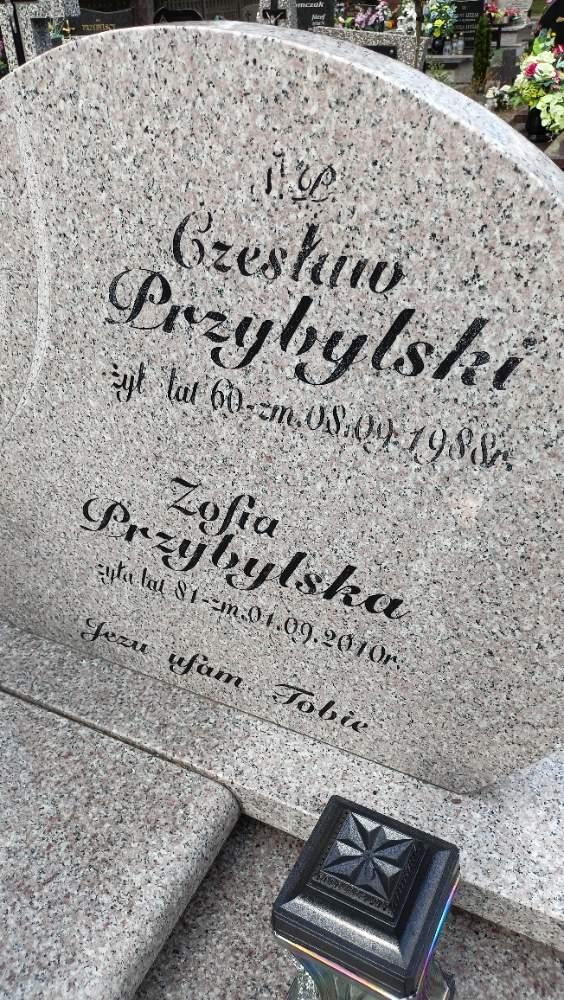 Czesław
Przybylski
żył lat 60-zm.08.09.1988r.
Zofia
Przybylska
żyła lat 81-zm.01.09.2010r.
Jezu ufam Tobie